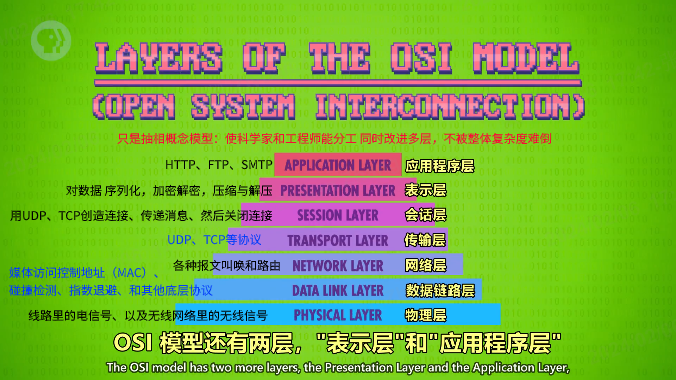 PBS
LAYERS OF THE OSI MODEL
(OPEN SYSTEM INTERCONNECTION)
只是抽相概念模型：使科学家和工程师能分工 同时改进多层，不被整体复杂度难倒
HTTP、FTP、SMTP APPLICATION LAYER 应用程序层
对数据 序列化，加密解密，压缩与解压 PRESENTATION LAYER 表示层
用UDP、TCP创造连接、传递消息、然后关闭连接 SESSION LAYER 会话层
UDP、TCP等协议 TRANSPORT LAYER 传输层
各种报文叫唤和路由 NETWORK LAYER 网络层
媒体访问控制地址（MAC）、
碰撞检测、指数退避、和其他底层协议 DATA LINK LAYER 数据链路层
线路里的电信号、以及无线网络里的无线信号 PHYSICAL LAYER 物理层
OSI 模型还有两层，"表示层"和"应用程序层"
The OSI model has two more layers, the Presentation Layer and the Application Layer,